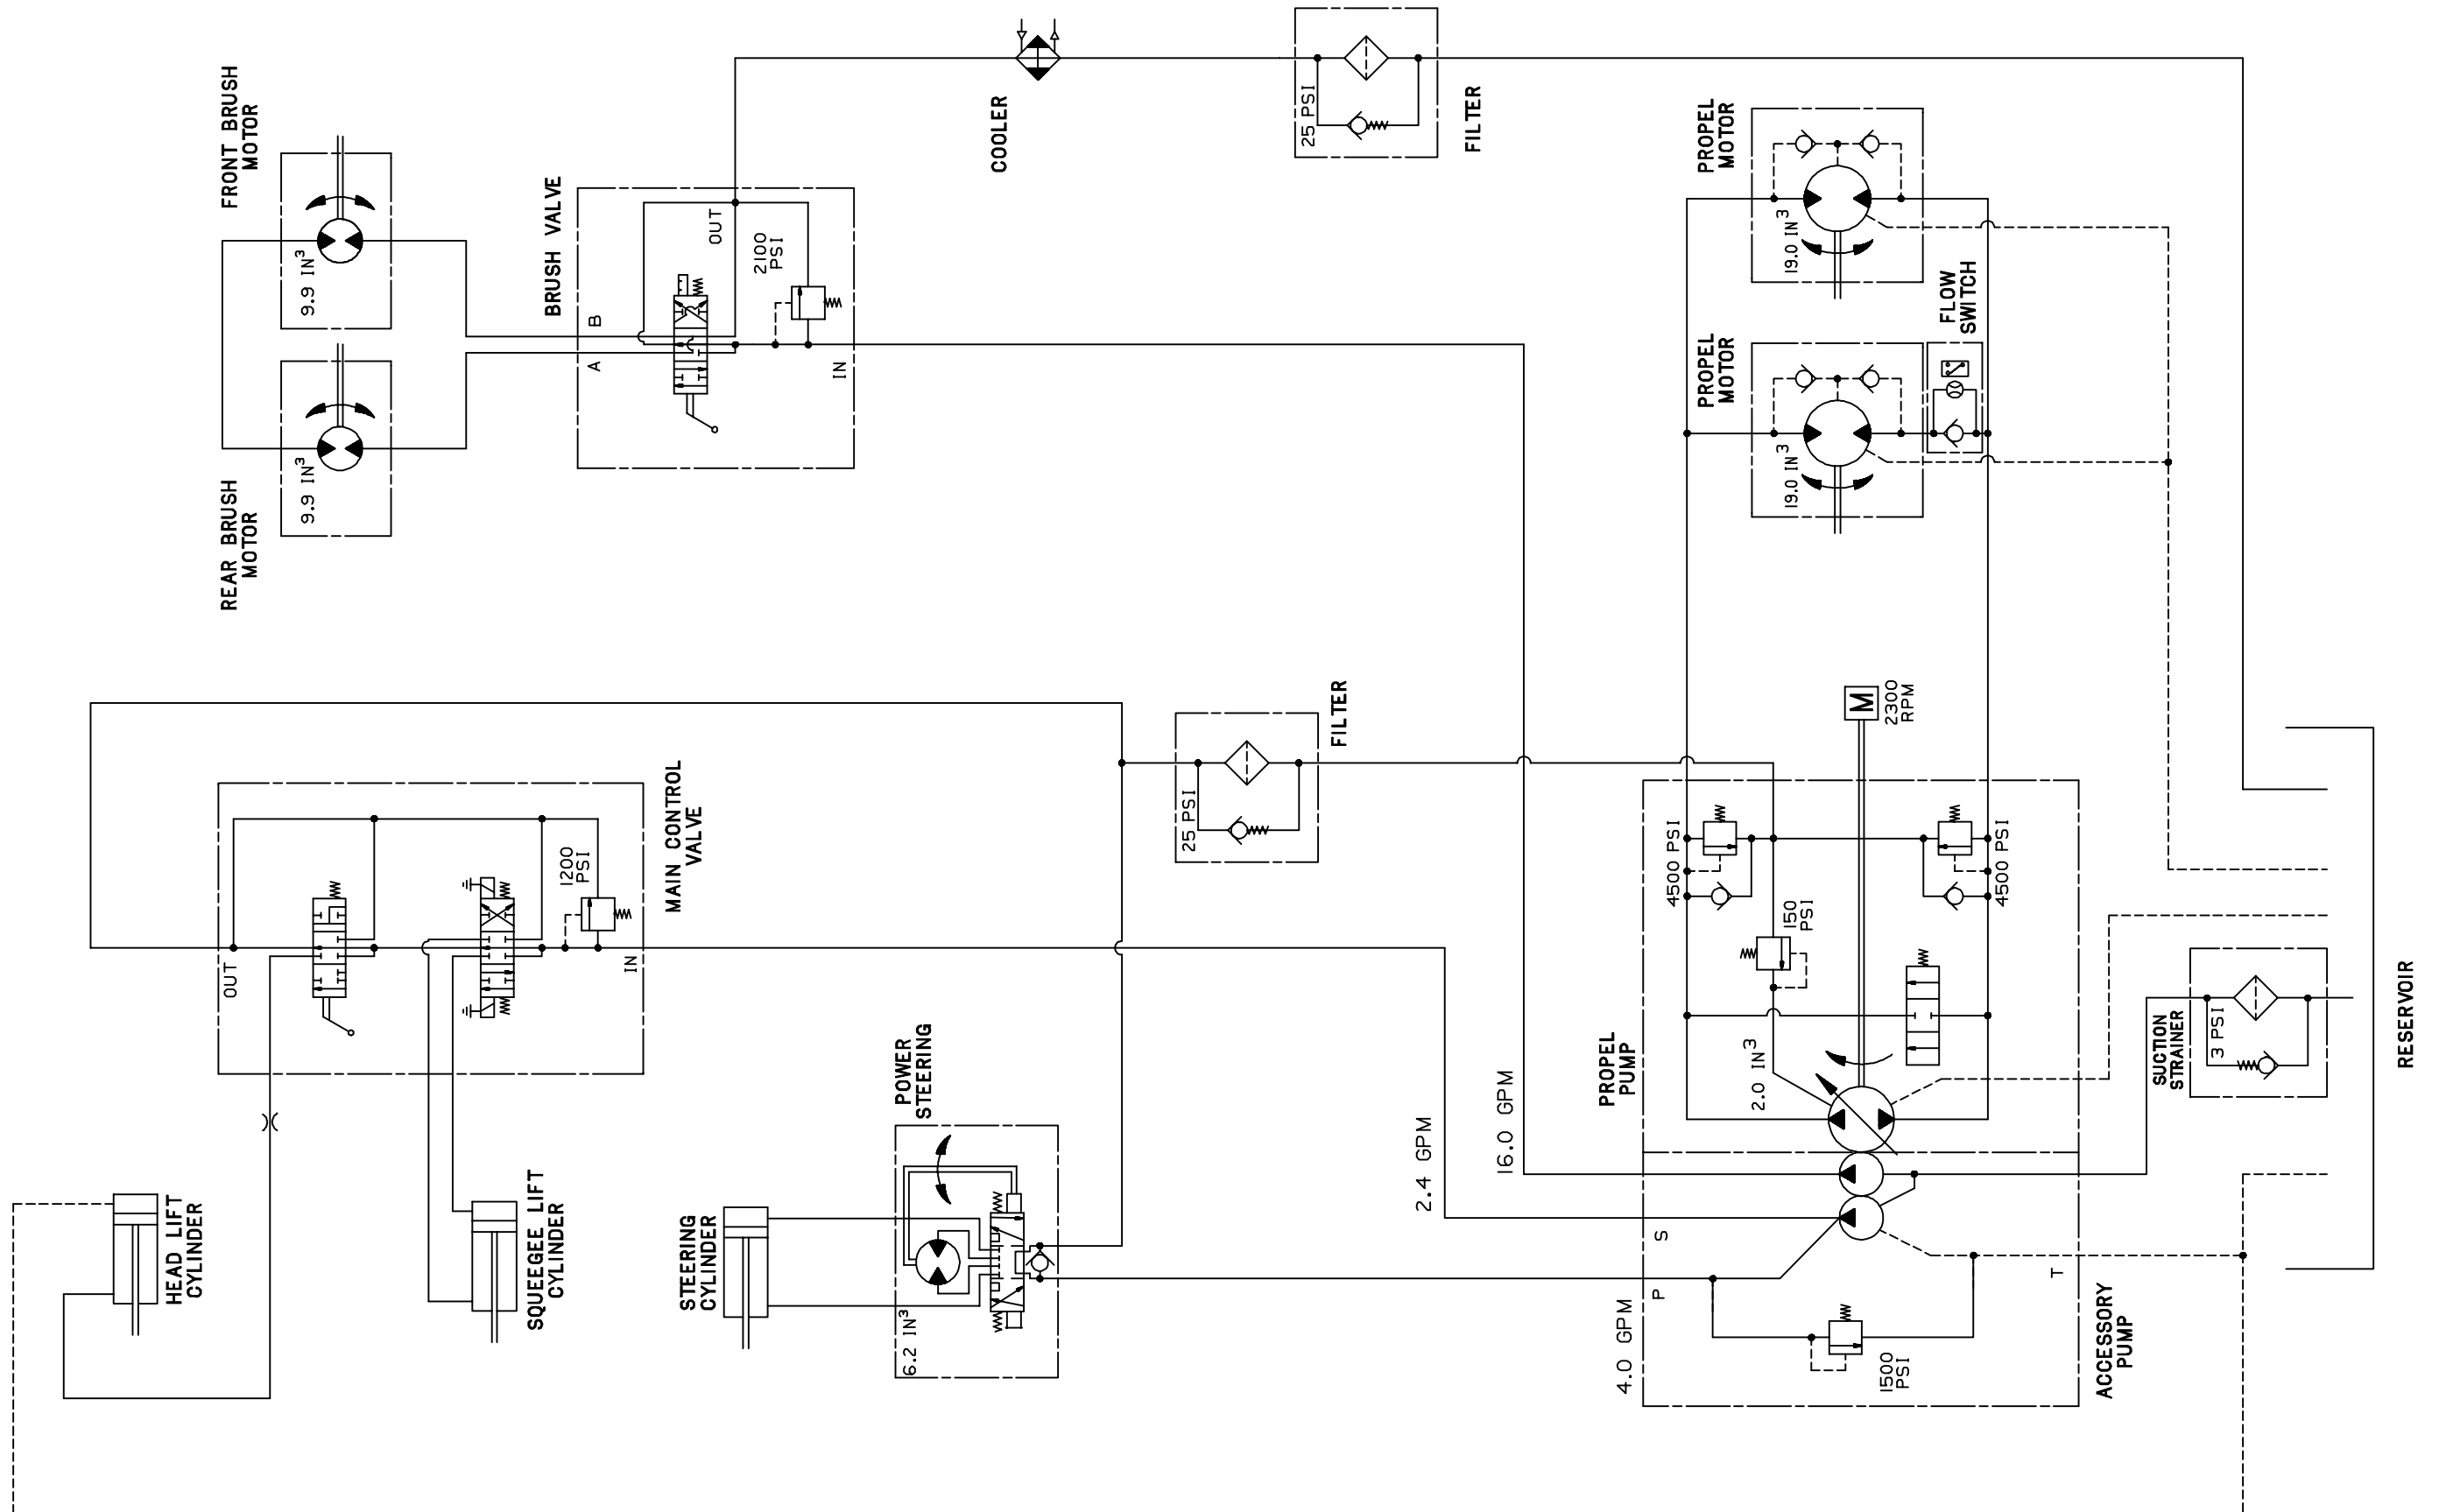 FRONT BRUSH
MOTOR
9.9 IN³
REAR BRUSH
MOTOR
9.9 IN³
BRUSH VALVE
B
A
OUT
2100
PSI
IN
COOLER
25 PSI
FILTER
PROPEL
MOTOR
19.0 IN³
FLOW
SWITCH
PROPEL
MOTOR
19.0 IN³
M
2300
RPM
FILTER
25 PSI
MAIN CONTROL
VALVE
1200
PSI
OUT
IN
4500 PSI
4500 PSI
150
PSI
2.0 IN³
PROPEL
PUMP
SUCTION
STRAINER
3 PSI
RESERVOIR
POWER
STEERING
6.2 IN³
16.0 GPM
2.4 GPM
HEAD LIFT
CYLINDER
SQUEEGEE LIFT
CYLINDER
STEERING
CYLINDER
S
P
T
4.0 GPM
1500
PSI
ACCESSORY
PUMP